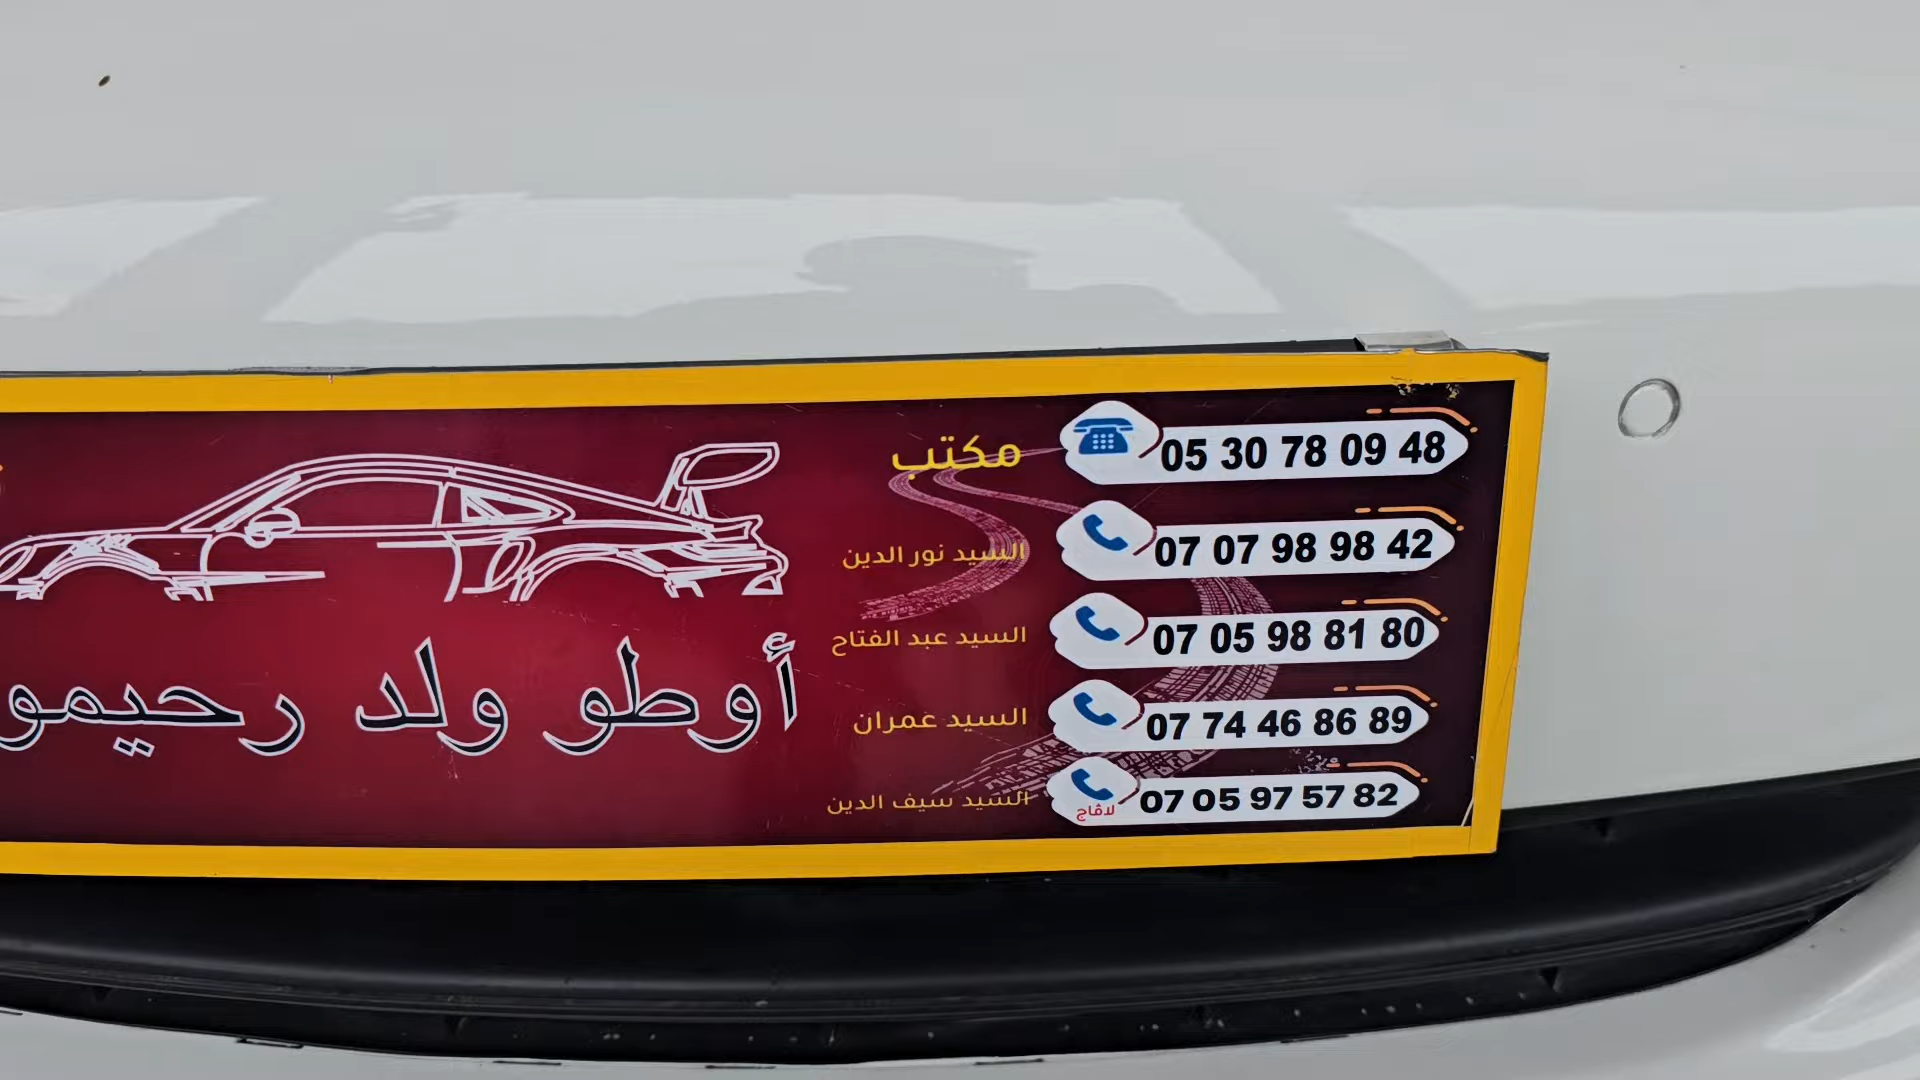 مكتب 05 30 78 09 48
السيد نور الدين 07 07 98 98 42
السيد عبد الفتاح 07 05 98 81 80
السيد عمران 07 74 46 86 89
السيد سيف الدين 07 05 97 57 82
لافاج
أوطو ولد رحيمو